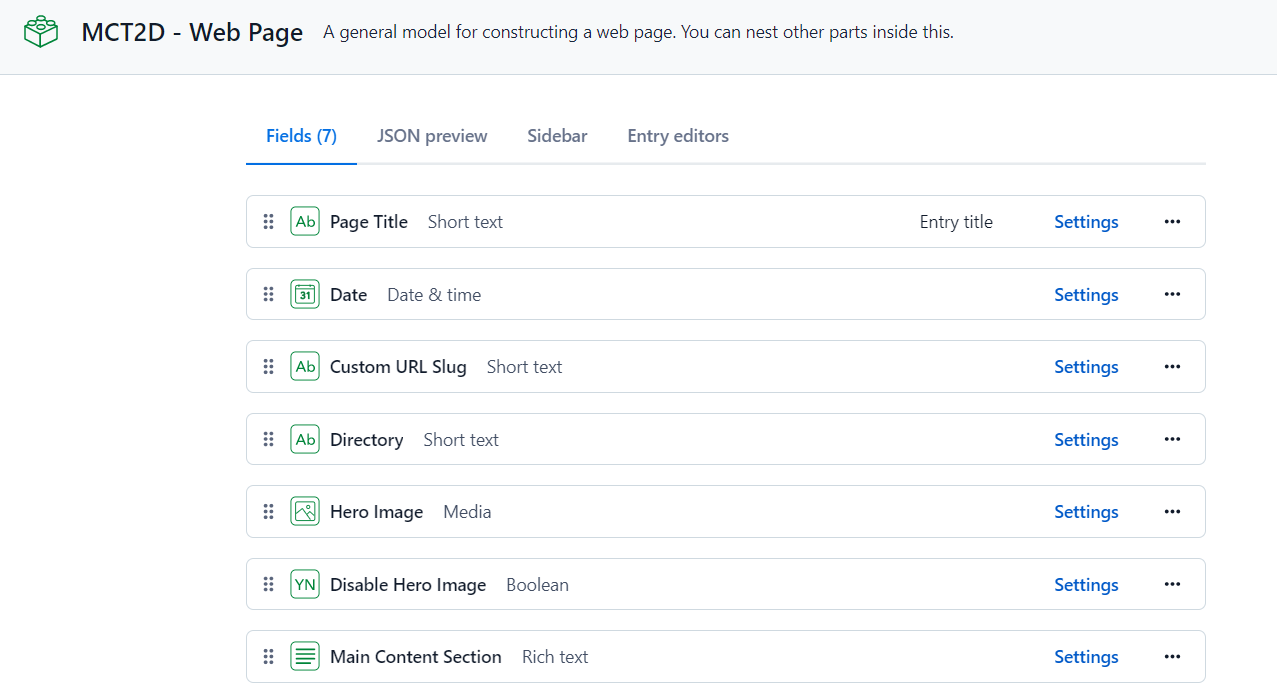 MCT2D - Web Page A general model for constructing a web page. You can nest other parts inside this.
Fields (7) JSON preview Sidebar Entry editors
Ab Page Title Short text Entry title Settings
31 Date Date & time Settings
Ab Custom URL Slug Short text Settings
Ab Directory Short text Settings
Hero Image Media Settings
YN Disable Hero Image Boolean Settings
Main Content Section Rich text Settings